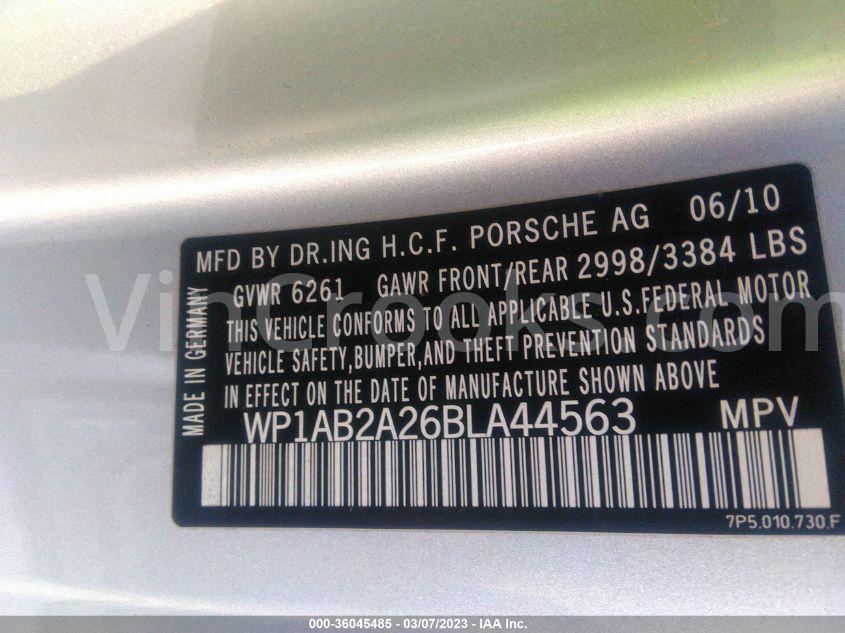 MFD BY DR.ING H.C.F. PORSCHE AG 06/10
GVWR 6261 GAWR FRONT/REAR 2998/3384 LBS
THIS VEHICLE CONFORMS TO ALL APPLICABLE U.S.FEDERAL MOTOR
VEHICLE SAFETY,BUMPER,AND THEFT PREVENTION STANDARDS
IN EFFECT ON THE DATE OF MANUFACTURE SHOWN ABOVE
WP1AB2A26BLA44563 MPV
MADE IN GERMANY
7P5.010.730.F
VinCrooks.com
000-36045485 - 03/07/2023 - IAA Inc.